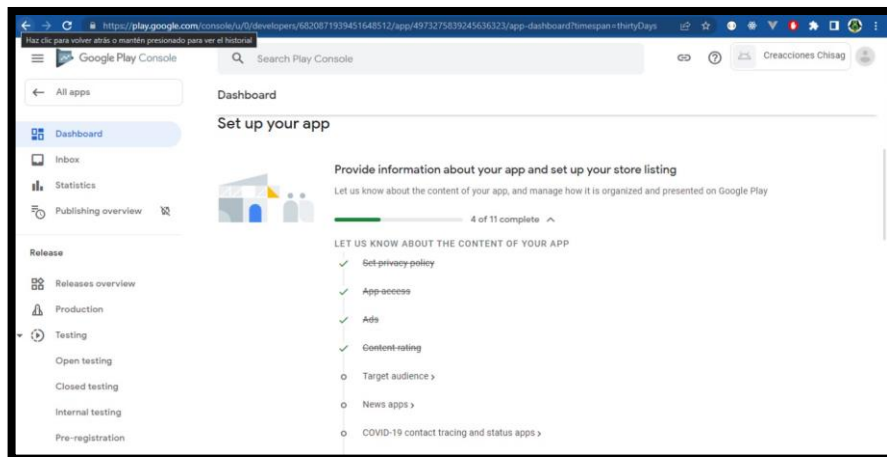 https://play.google.com/console/u/0/developers/6820871939451648512/app/4973275839245636323/app-dashboard?timespan=thirtyDays
Haz clic para volver atrás o mantén presionado para ver el historial
Google Play Console
Search Play Console
Creacciones Chisag
All apps
Dashboard
Inbox
Statistics
Publishing overview
Release
Releases overview
Production
Testing
Open testing
Closed testing
Internal testing
Pre-registration
Dashboard
Set up your app
Provide information about your app and set up your store listing
Let us know about the content of your app, and manage how it is organized and presented on Google Play
4 of 11 complete
LET US KNOW ABOUT THE CONTENT OF YOUR APP
Set privacy policy
App access
Ads
Content rating
Target audience
News apps
COVID-19 contact tracing and status apps